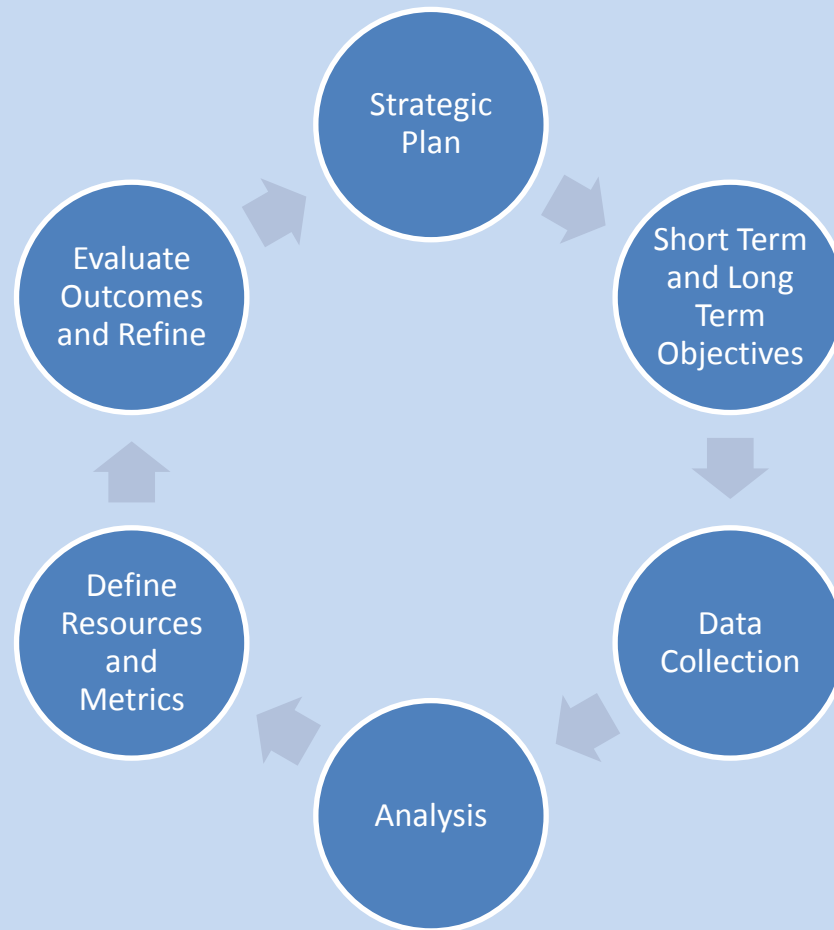 Strategic
Plan
Short Term
and Long
Term
Objectives
Data
Collection
Analysis
Define
Resources
and
Metrics
Evaluate
Outcomes
and Refine